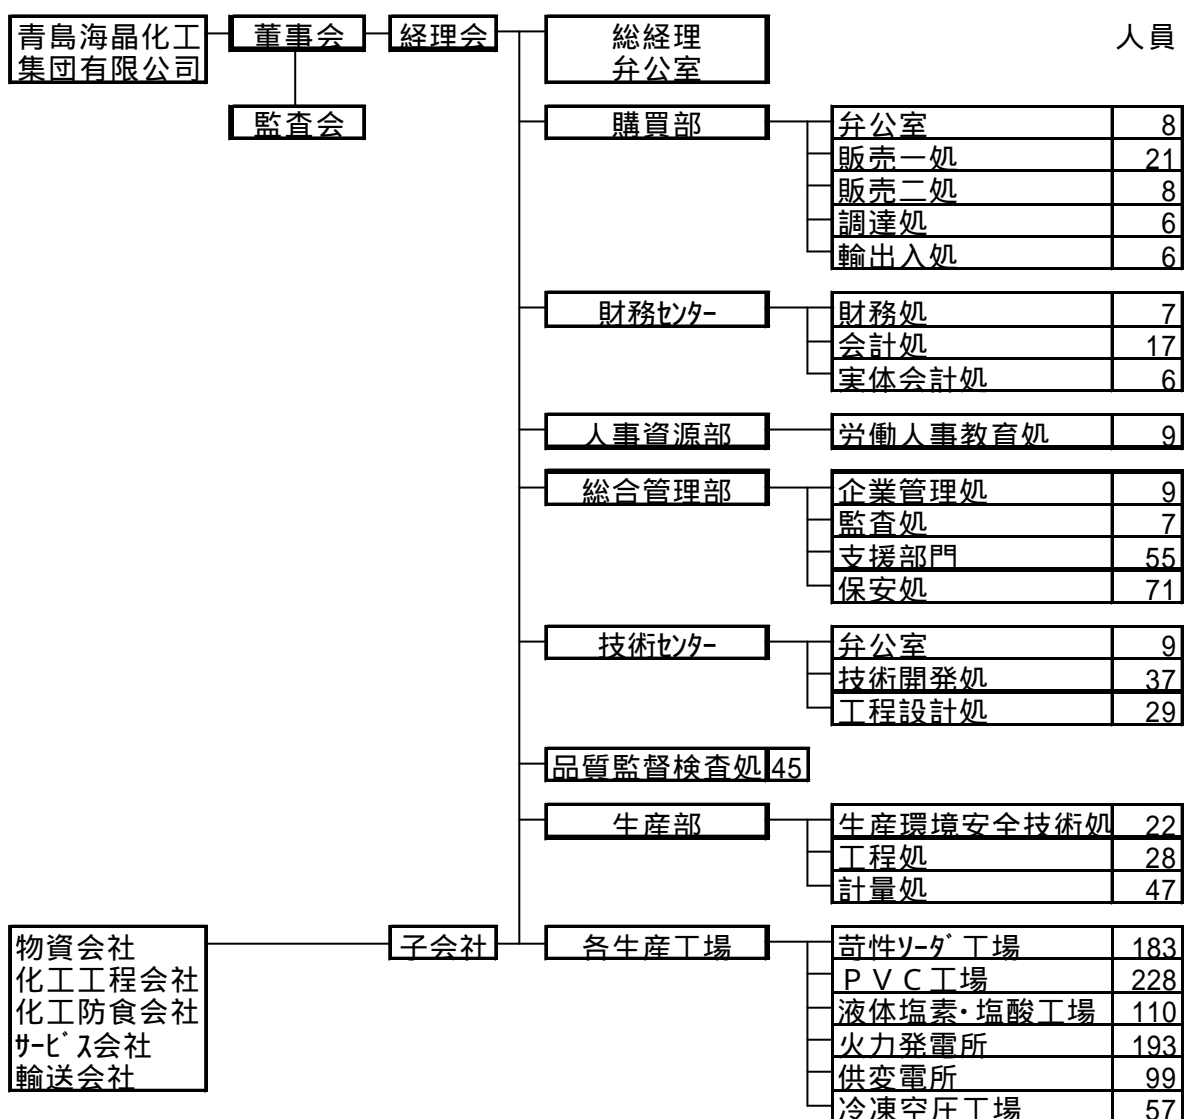 青島海晶化工
集団有限公司
董事会
経理会
総経理
弁公室
人員
監査会
購買部
弁公室 8
販売一処 21
販売二処 8
調達処 6
輸出入処 6
財務ｾﾝﾀｰ
財務処 7
会計処 17
実体会計処 6
人事資源部
労働人事教育処 9
総合管理部
企業管理処 9
監査処 7
支援部門 55
保安処 71
技術ｾﾝﾀｰ
弁公室 9
技術開発処 37
工程設計処 29
品質監督検査処 45
生産部
生産環境安全技術処 22
工程処 28
計量処 47
物資会社
化工工程会社
化工防食会社
ｻｰﾋﾞｽ会社
輸送会社
子会社
各生産工場
苛性ｿｰﾀﾞ工場 183
ＰＶＣ工場 228
液体塩素･塩酸工場 110
火力発電所 193
供変電所 99
冷凍空圧工場 57